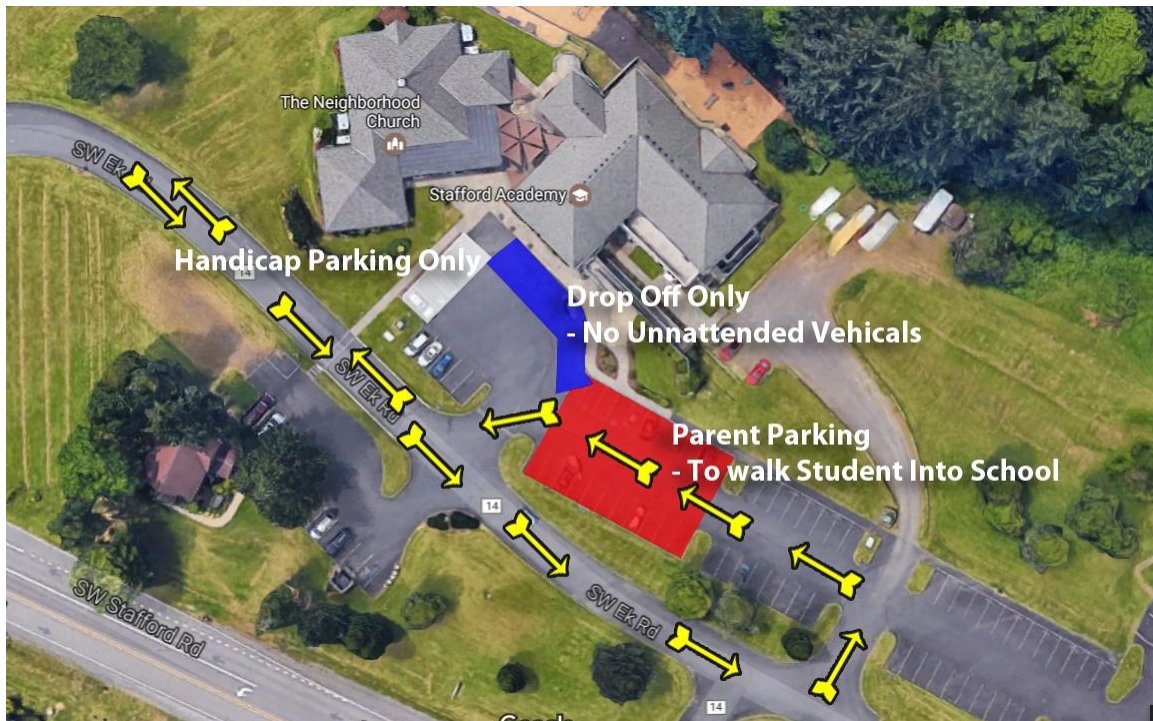 The Neighborhood
Church
SW Ek
Stafford Academy
Handicap Parking Only
14
Drop Off Only
- No Unnattended Vehicals
SW Ek Rd
Parent Parking
- To walk Student Into School
14
SW Ek Rd
SW Stafford Rd
14